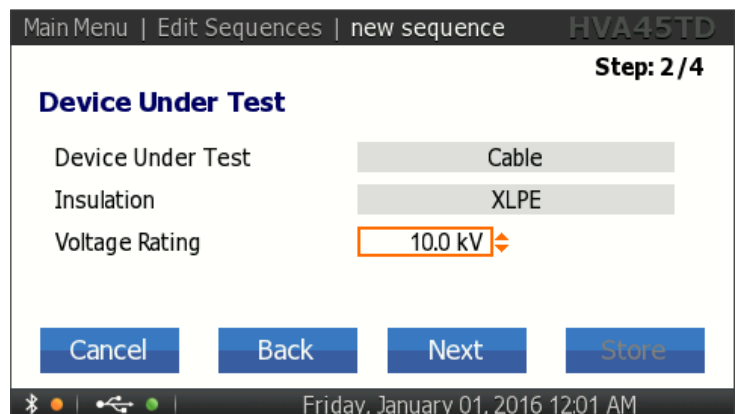 Main Menu | Edit Sequences | new sequence HVA45TD
Step: 2/4
Device Under Test
Device Under Test Cable
Insulation XLPE
Voltage Rating 10.0 kV
Cancel Back Next Store
Friday, January 01, 2016 12:01 AM